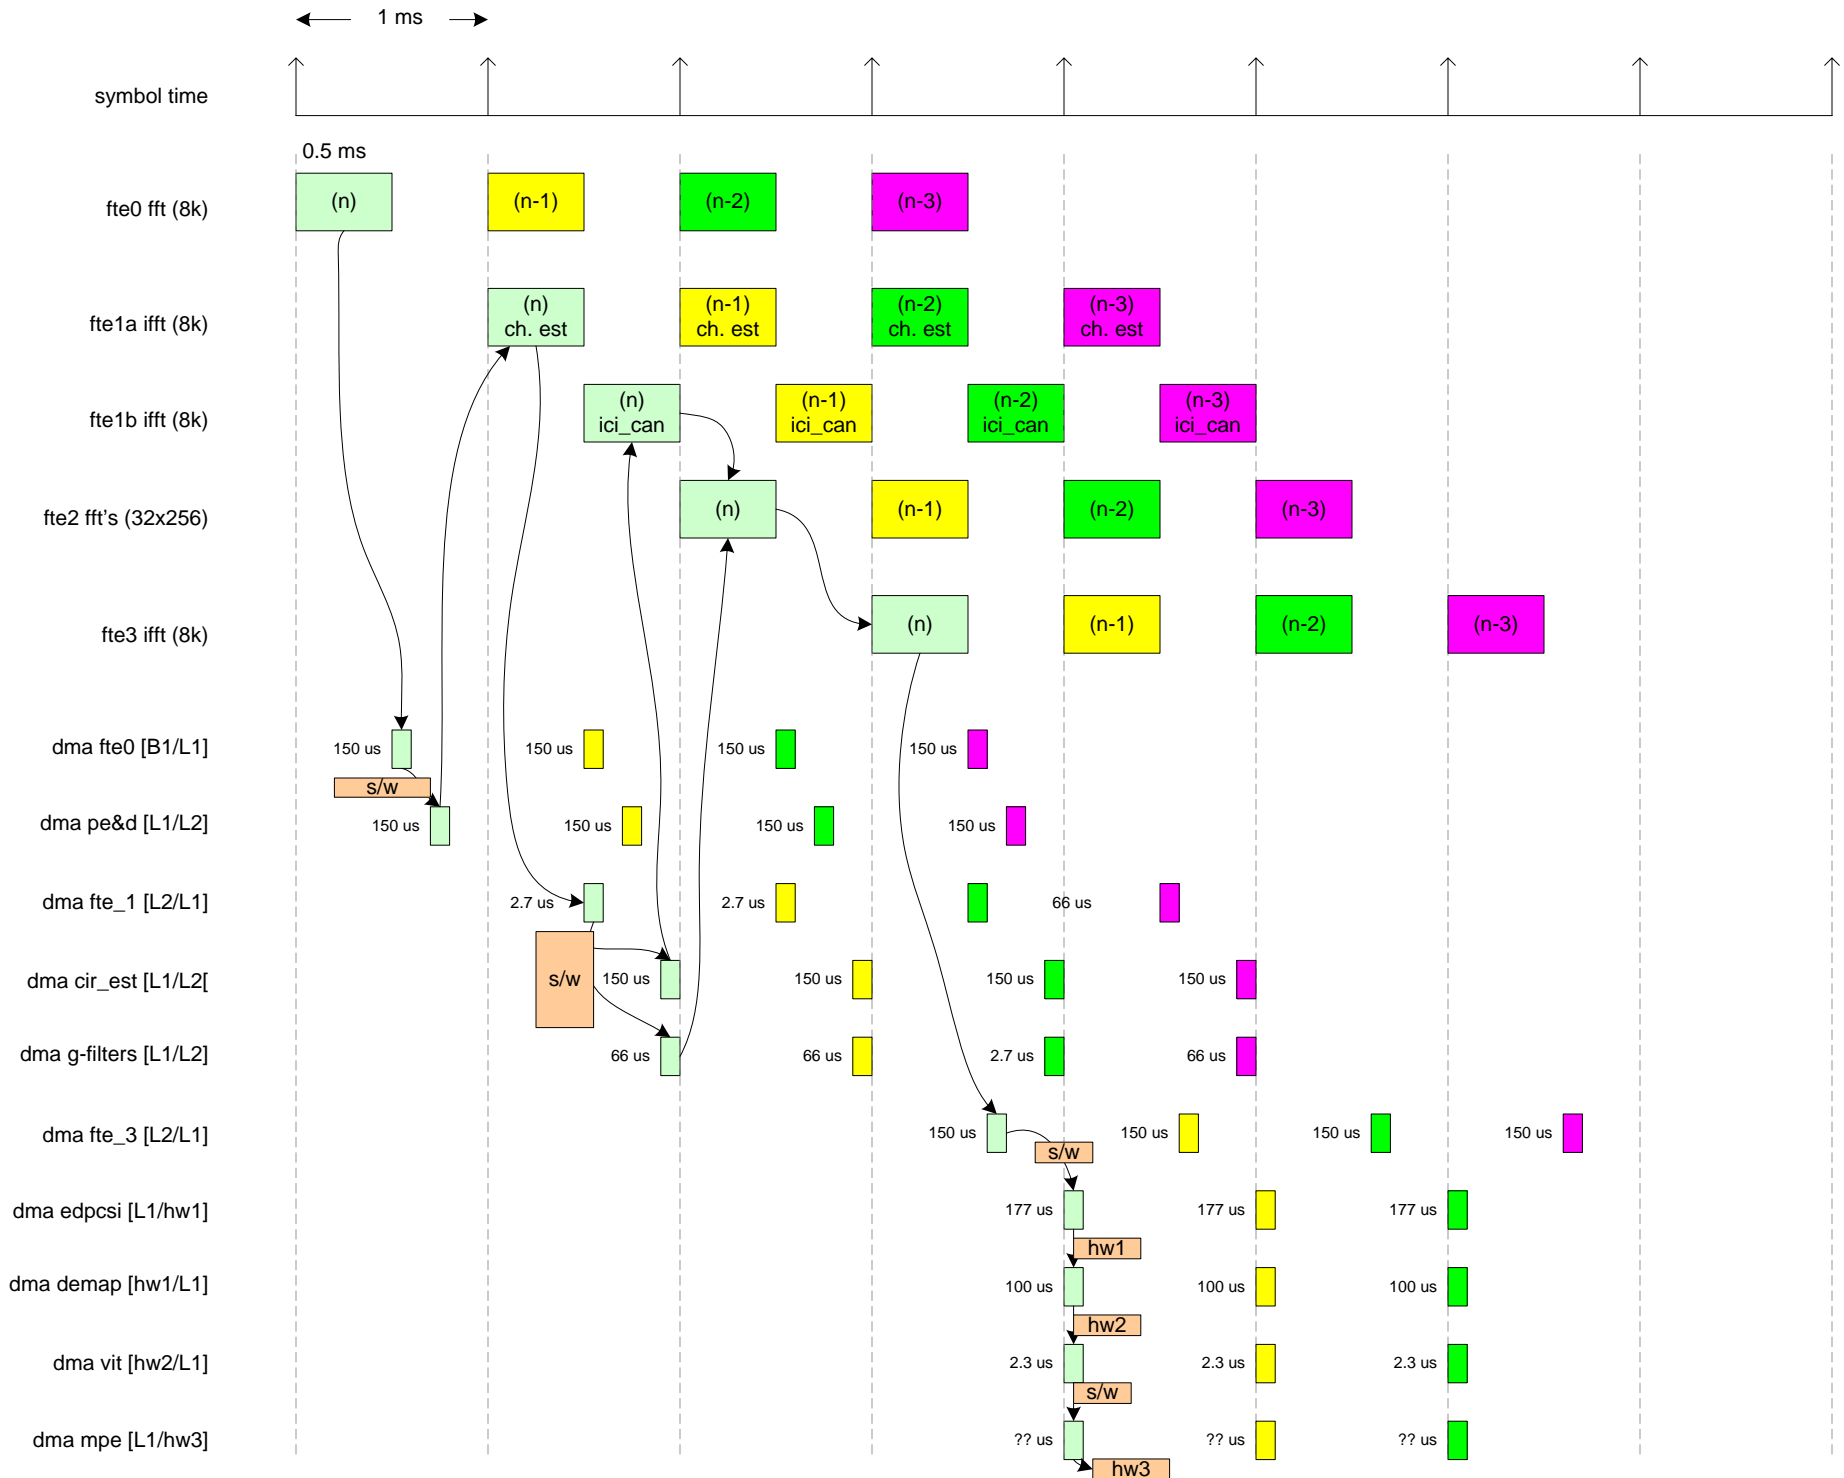 1 ms
symbol time
0.5 ms
fte0 fft (8k) (n) (n-1) (n-2) (n-3)
fte1a ifft (8k)
(n) (n-1) (n-2) (n-3)
ch. est ch. est ch. est ch. est
fte1b ifft (8k)
(n) (n-1) (n-2) (n-3)
ici_can ici_can ici_can ici_can
fte2 fft's (32x256) (n) (n-1) (n-2) (n-3)
fte3 ifft (8k) (n) (n-1) (n-2) (n-3)
dma fte0 [B1/L1] 150 us 150 us 150 us 150 us
s/w
dma pe&d [L1/L2] 150 us 150 us 150 us 150 us
dma fte_1 [L2/L1] 2.7 us 2.7 us 66 us
s/w
dma cir_est [L1/L2[ 150 us 150 us 150 us 150 us
dma g-filters [L1/L2] 66 us 66 us 2.7 us 66 us
dma fte_3 [L2/L1] 150 us 150 us 150 us 150 us
s/w
dma edpcsi [L1/hw1] 177 us 177 us 177 us
hw1
dma demap [hw1/L1] 100 us 100 us 100 us
hw2
dma vit [hw2/L1] 2.3 us 2.3 us 2.3 us
s/w
dma mpe [L1/hw3] ?? us ?? us ?? us
hw3